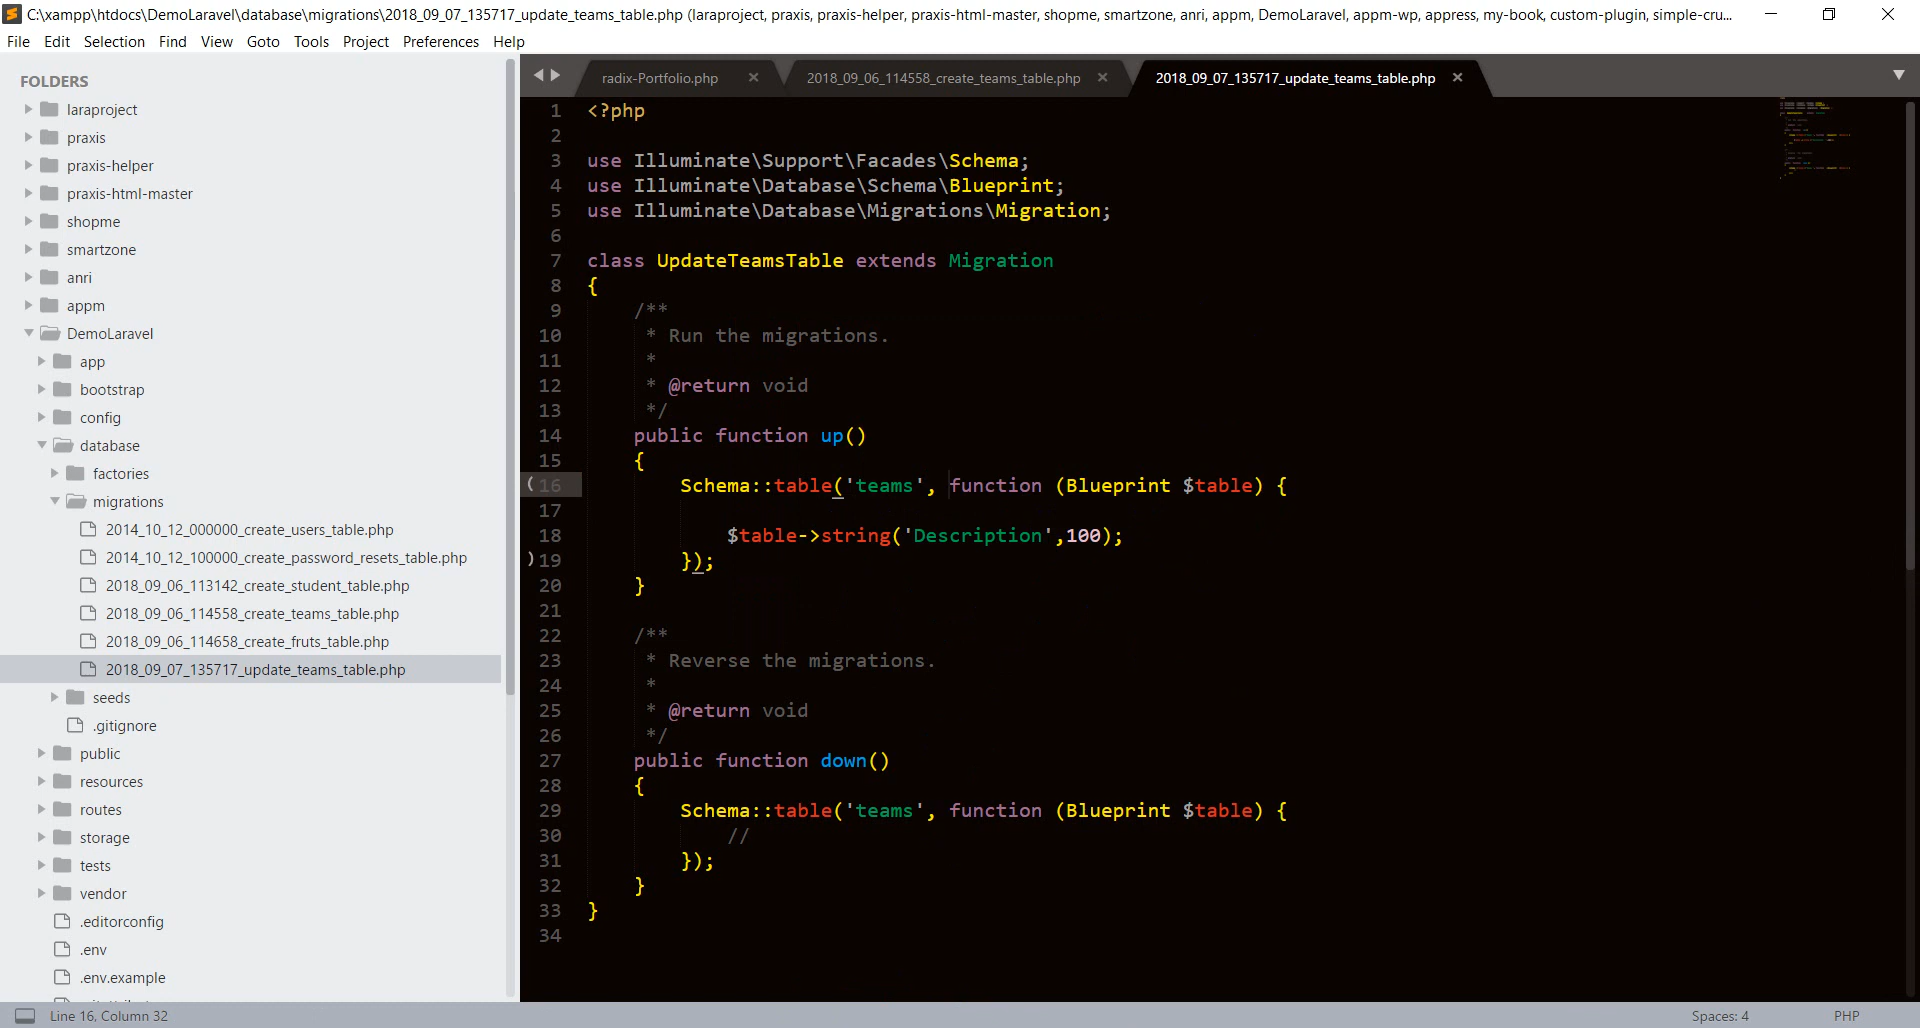 C:\xampp\htdocs\DemoLaravel\database\migrations\2018_09_07_135717_update_teams_table.php (laraproject, praxis, praxis-helper, praxis-html-master, shopme, smartzone, anri, appm, DemoLaravel, appm-wp, appress, my-book, custom-plugin, simple-cru...
File Edit Selection Find View Goto Tools Project Preferences Help
FOLDERS
laraproject
praxis
praxis-helper
praxis-html-master
shopme
smartzone
anri
appm
DemoLaravel
app
bootstrap
config
database
factories
migrations
2014_10_12_000000_create_users_table.php
2014_10_12_100000_create_password_resets_table.php
2018_09_06_113142_create_student_table.php
2018_09_06_114558_create_teams_table.php
2018_09_06_114658_create_fruts_table.php
2018_09_07_135717_update_teams_table.php
seeds
.gitignore
public
resources
routes
storage
tests
vendor
.editorconfig
.env
.env.example
radix-Portfolio.php 2018_09_06_114558_create_teams_table.php 2018_09_07_135717_update_teams_table.php
1 <?php
2
3 use Illuminate\Support\Facades\Schema;
4 use Illuminate\Database\Schema\Blueprint;
5 use Illuminate\Database\Migrations\Migration;
6
7 class UpdateTeamsTable extends Migration
8 {
9 /**
10 * Run the migrations.
11 *
12 * @return void
13 */
14 public function up()
15 {
16 Schema::table('teams', function (Blueprint $table) {
17
18 $table->string('Description',100);
19 });
20 }
21
22 /**
23 * Reverse the migrations.
24 *
25 * @return void
26 */
27 public function down()
28 {
29 Schema::table('teams', function (Blueprint $table) {
30 //
31 });
32 }
33 }
34
Line 16, Column 32 Spaces: 4 PHP